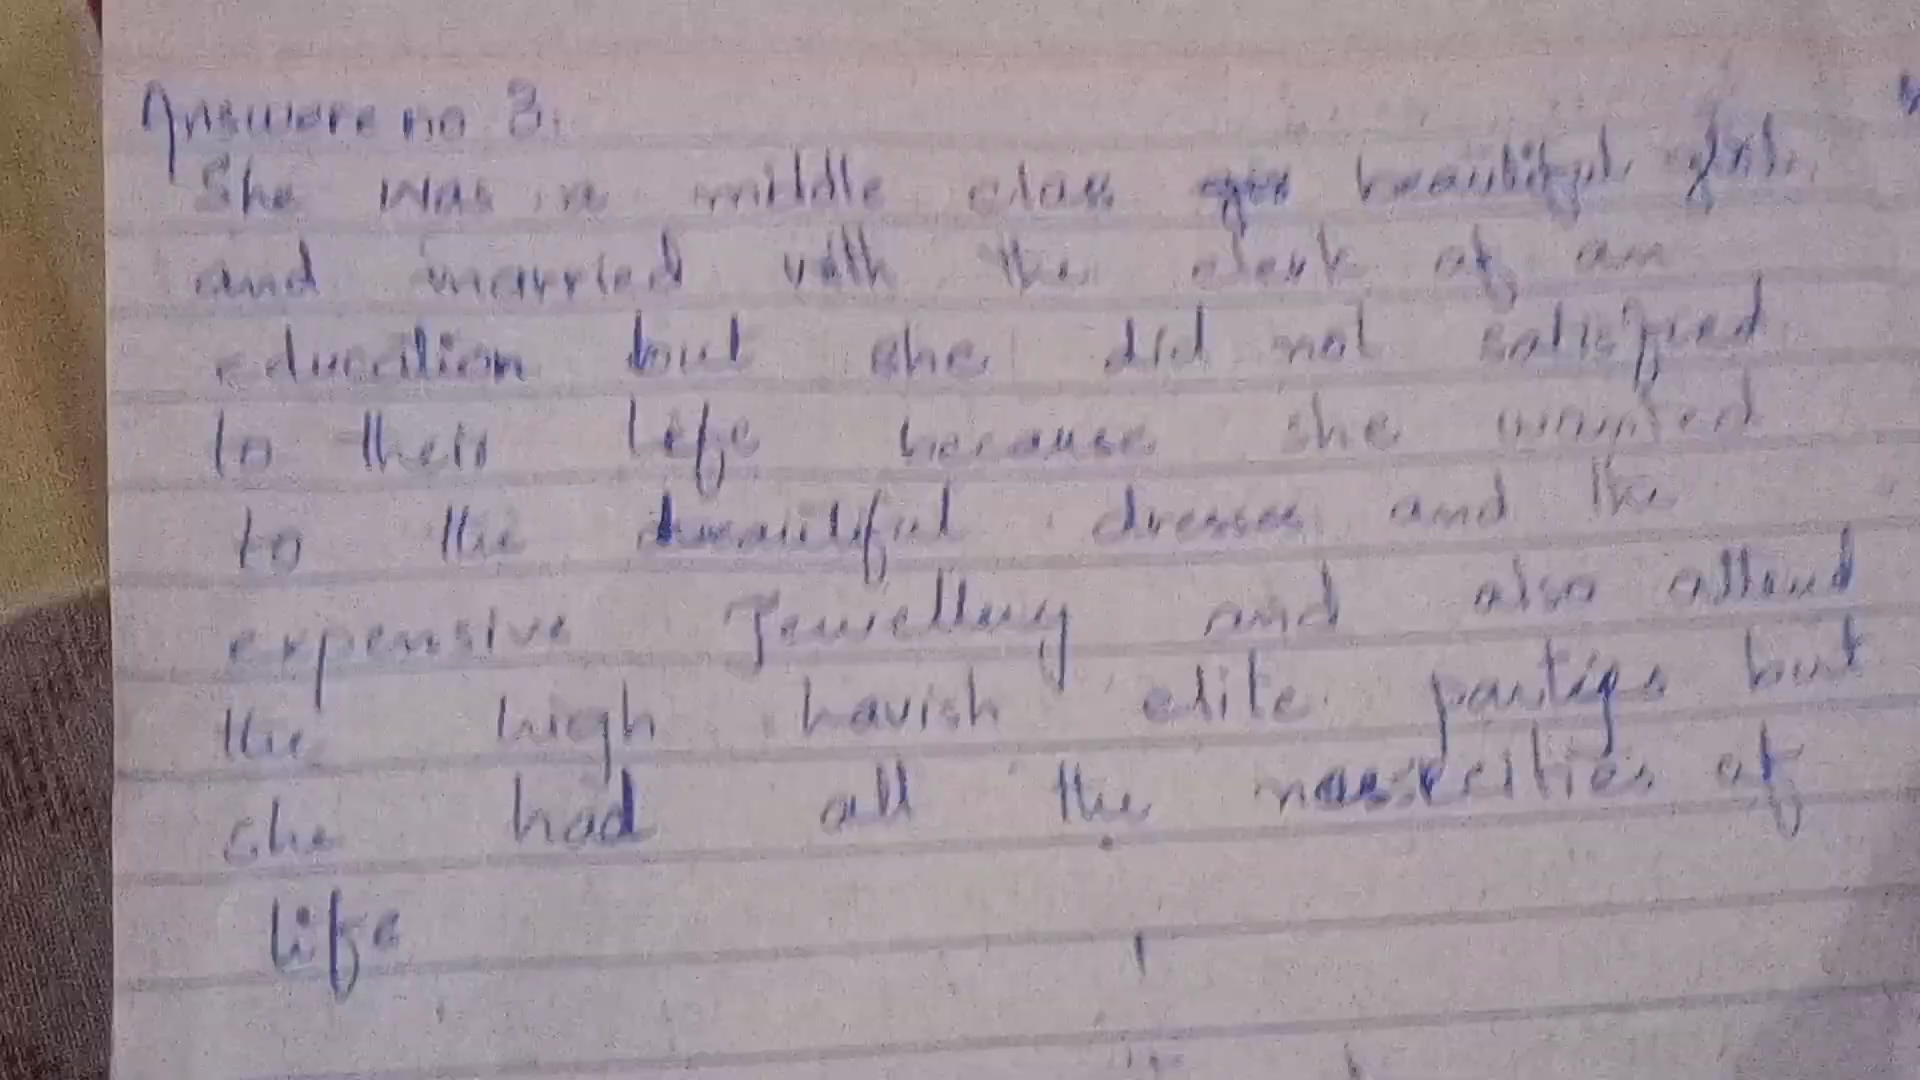 Answere no 3.
She was a middle class beautiful girl
and married with the clerk of an
education but she did not satisfied
to their life because she wanted
to the beautiful dresses and the
expensive Jewellury and also attend
the high lavish elite parties but
she had all the of
life